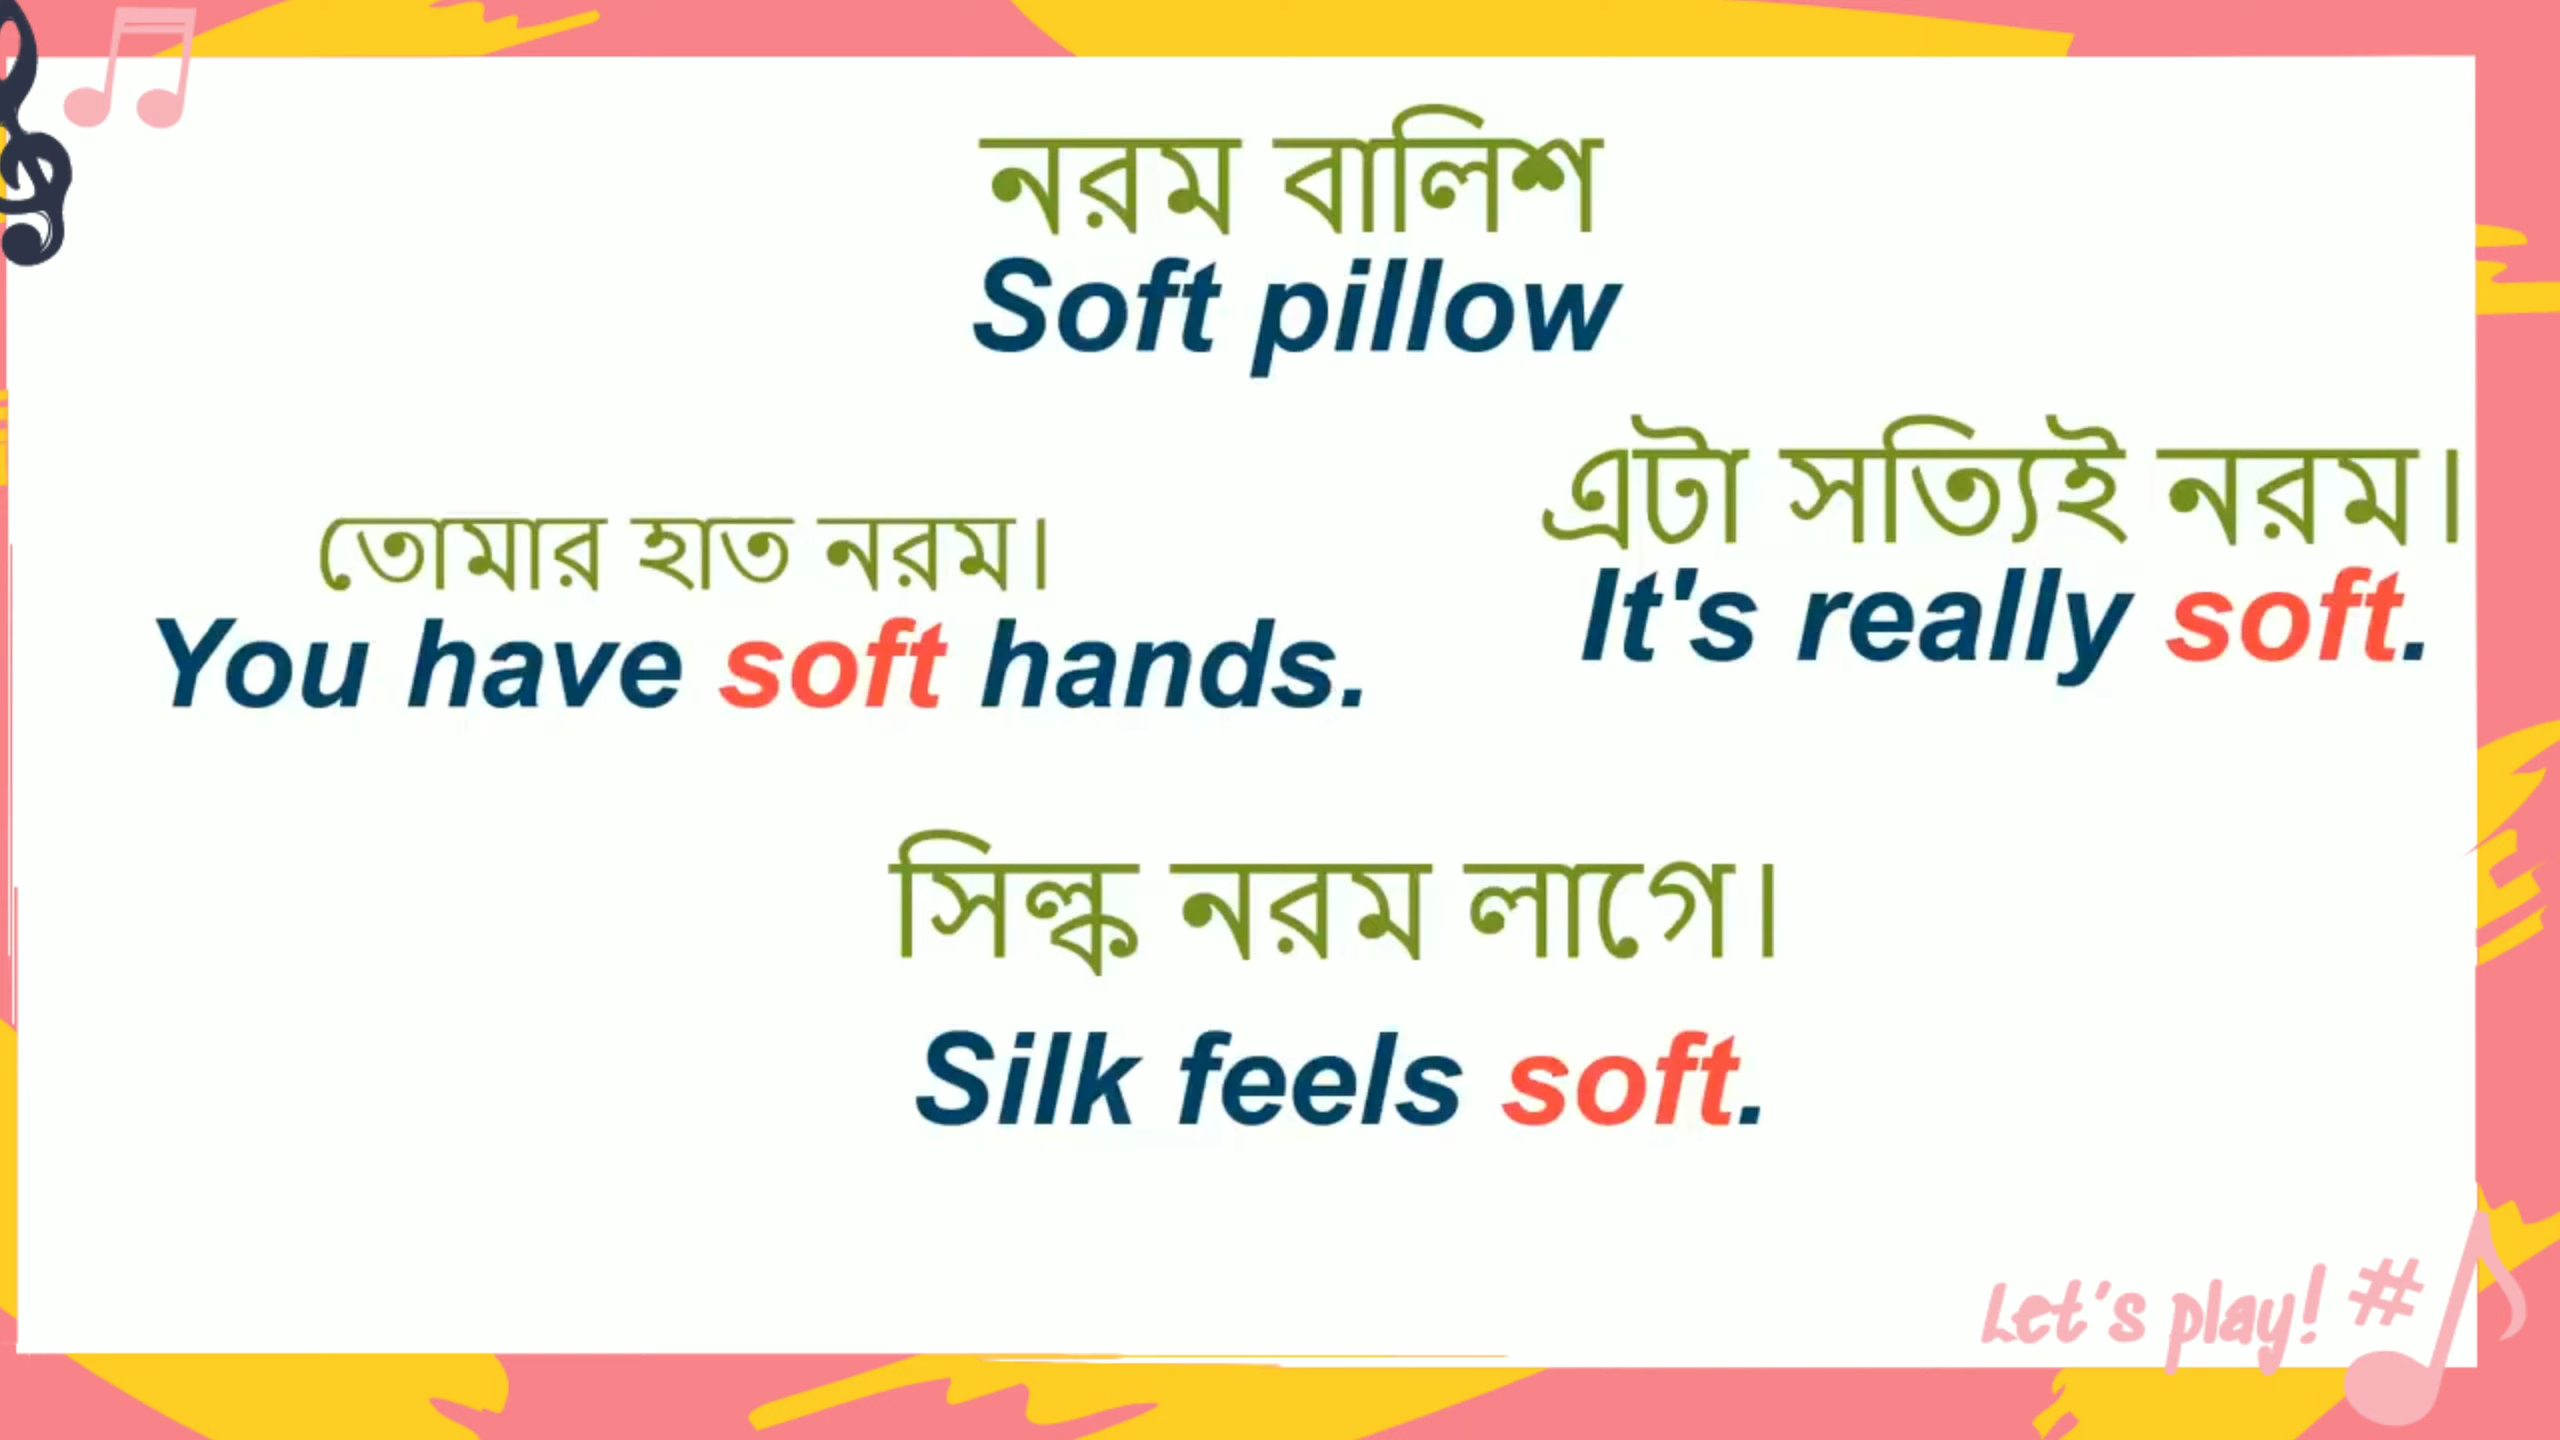 নরম বালিশ
Soft pillow
তোমার হাত নরম।
You have soft hands.
এটা সত্যিই নরম।
It's really soft.
সিল্ক নরম লাগে।
Silk feels soft.
Let's play!